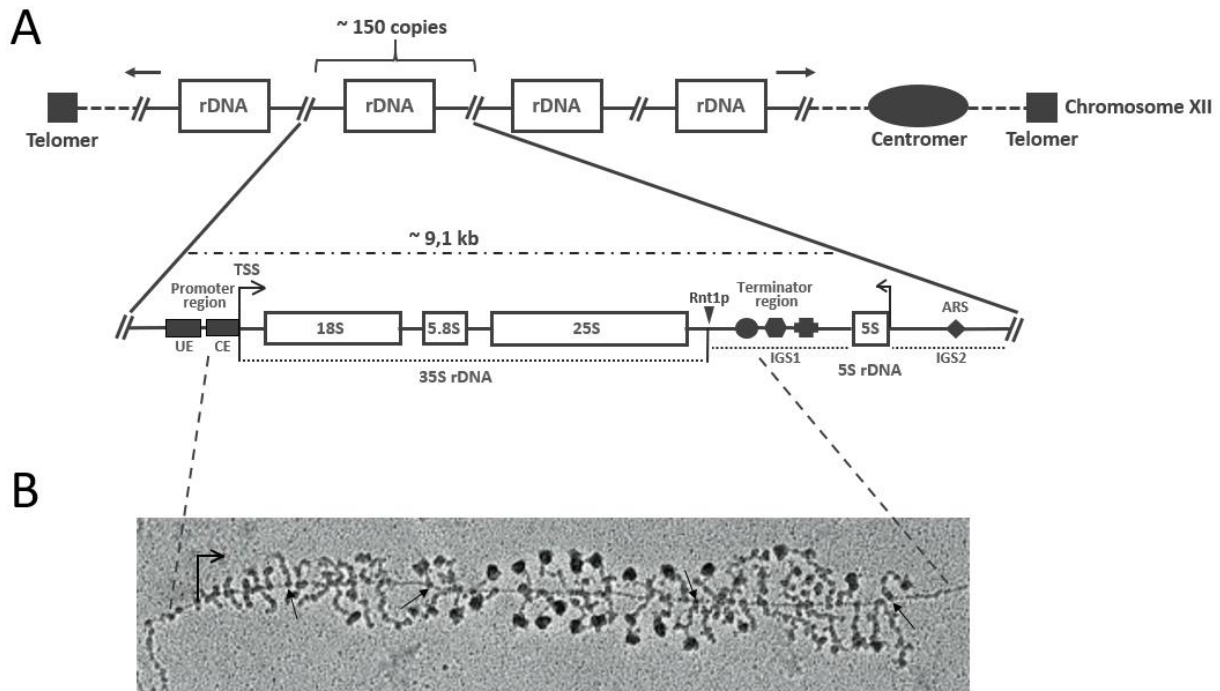 A
~ 150 copies
rDNA rDNA rDNA rDNA
Chromosome XII
Telomer Centromer Telomer
~ 9,1 kb
TSS
Promoter region
Rnt1p
Terminator region
ARS
18S 5.8S 25S 5S
UE CE
IGS1
IGS2
35S rDNA
5S rDNA
B